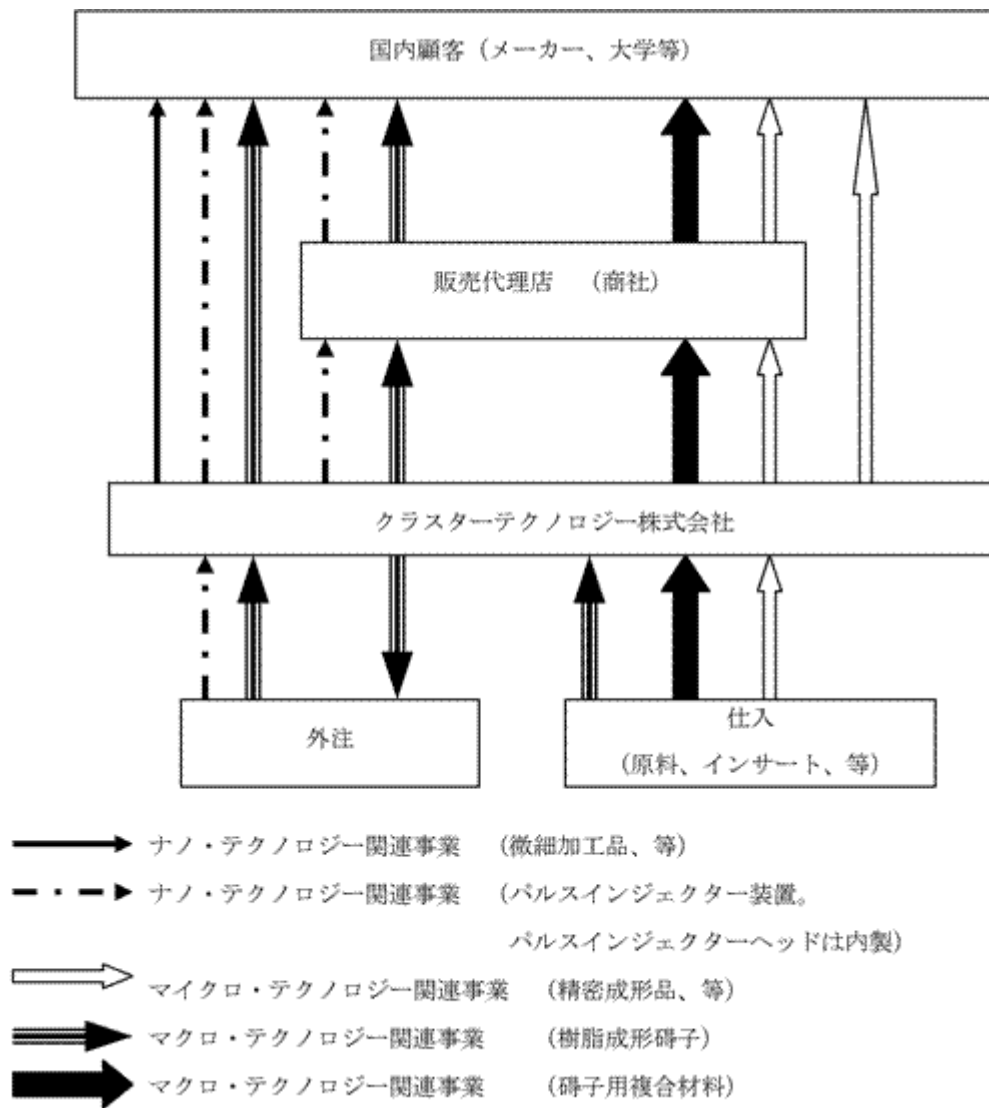 国内顧客（メーカー、大学等）
販売代理店　（商社）
クラスターテクノロジー株式会社
外注
仕入
（原料、インサート、等）
ナノ・テクノロジー関連事業　（微細加工品、等）
ナノ・テクノロジー関連事業　（パルスインジェクター装置。
パルスインジェクターヘッドは内製）
マイクロ・テクノロジー関連事業　（精密成形品、等）
マクロ・テクノロジー関連事業　（樹脂成形碍子）
マクロ・テクノロジー関連事業　（碍子用複合材料）